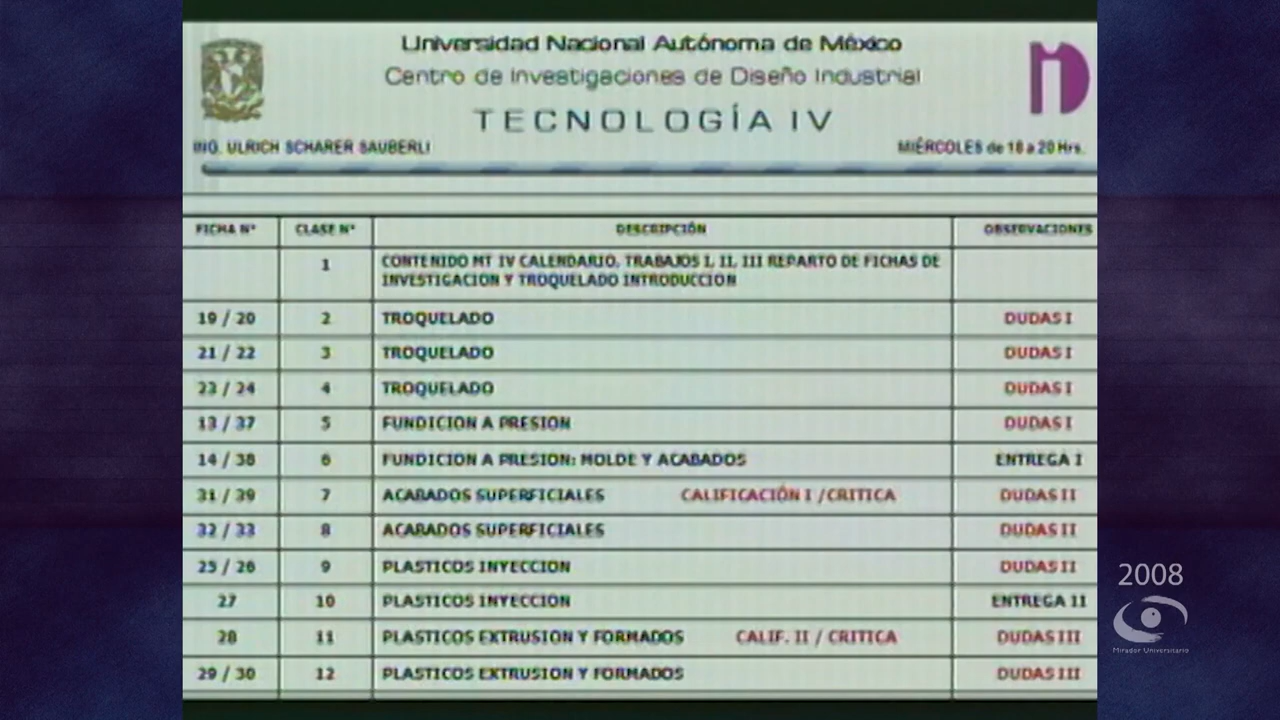 Universidad Nacional Autónoma de México
Centro de Investigaciones de Diseño Industrial
TECNOLOGÍA IV
ING. ULRICH SCHARER SAUBERLI
MIÉRCOLES de 18 a 20 Hrs.
FICHA Nº CLASE Nº DESCRIPCIÓN OBSERVACIONES
1 CONTENIDO MT IV CALENDARIO, TRABAJOS I, II, III REPARTO DE FICHAS DE
INVESTIGACION Y TROQUELADO INTRODUCCION
19 / 20 2 TROQUELADO DUDAS I
21 / 22 3 TROQUELADO DUDAS I
23 / 24 4 TROQUELADO DUDAS I
13 / 37 5 FUNDICION A PRESION DUDAS I
14 / 38 6 FUNDICION A PRESION: MOLDE Y ACABADOS ENTREGA I
31 / 39 7 ACABADOS SUPERFICIALES CALIFICACIÓN I /CRITICA DUDAS II
32 / 33 8 ACABADOS SUPERFICIALES DUDAS II
25 / 26 9 PLASTICOS INYECCION DUDAS II
27 10 PLASTICOS INYECCION ENTREGA II
28 11 PLASTICOS EXTRUSION Y FORMADOS CALIF. II / CRITICA DUDAS III
29 / 30 12 PLASTICOS EXTRUSION Y FORMADOS DUDAS III
2008
Mirador Universitario